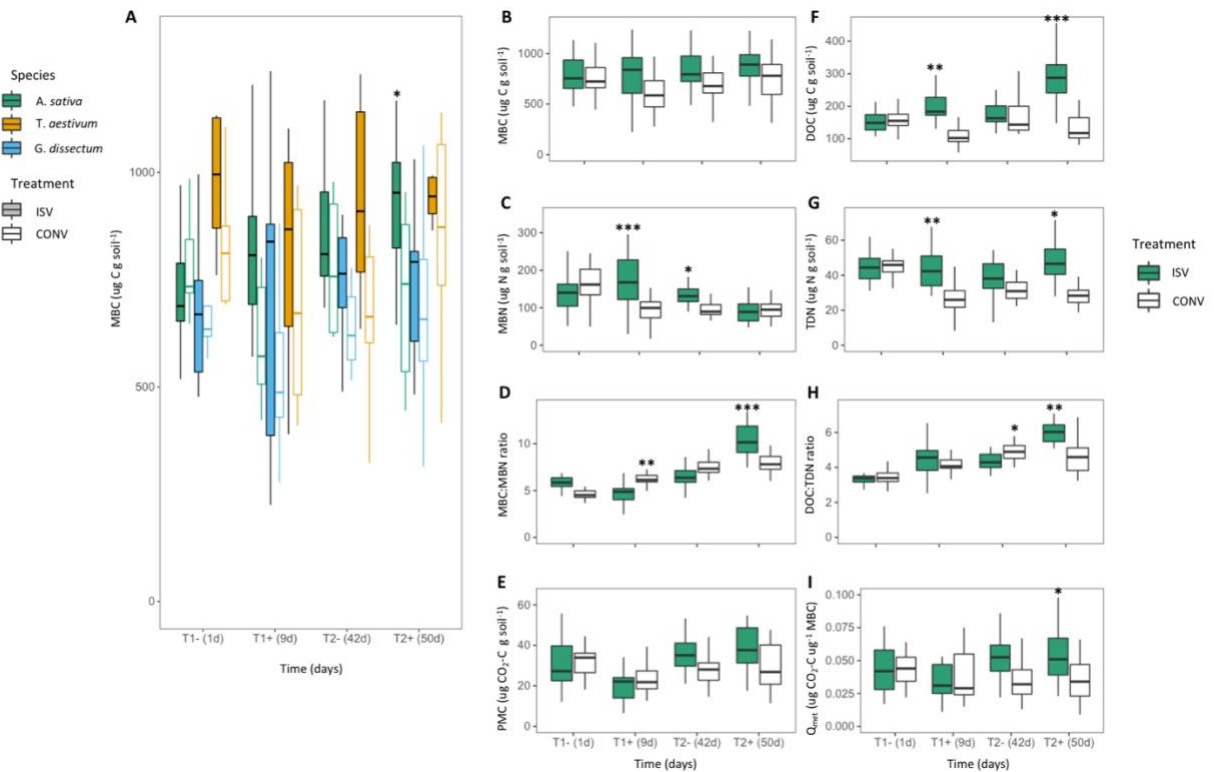 Species
A. sativa
T. aestivum
G. dissectum
Treatment
ISV
CONV
A
MBC (ug C g soil⁻¹)
1000
500
0
*
T1- (1d) T1+ (9d) T2- (42d) T2+ (50d)
Time (days)
B
MBC (ug C g soil⁻¹)
1000
500
0
C
MBN (ug N g soil⁻¹)
300
200
100
0
***
*
D
MBC:MBN ratio
10
5
0
**
***
E
PMC (ug CO₂-C g soil⁻¹)
60
40
20
0
T1- (1d) T1+ (9d) T2- (42d) T2+ (50d)
Time (days)
F
DOC (ug C g soil⁻¹)
400
300
200
100
**
***
G
TDN (ug N g soil⁻¹)
60
40
20
0
**
*
H
DOC:TDN ratio
6
4
2
0
*
**
I
Qmet (ug CO₂-C ug⁻¹ MBC)
0.100
0.075
0.050
0.025
0.000
*
T1- (1d) T1+ (9d) T2- (42d) T2+ (50d)
Time (days)
Treatment
ISV
CONV